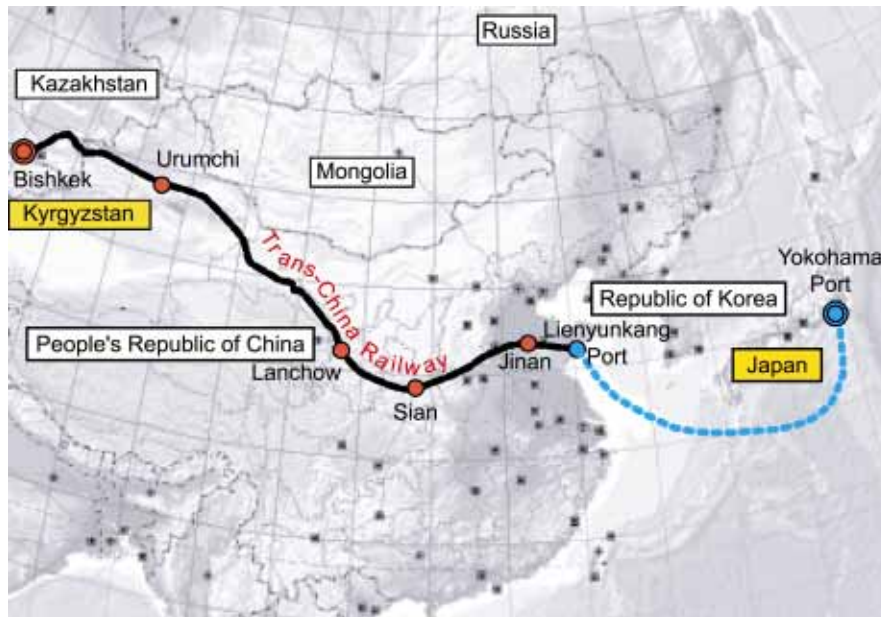 Russia
Kazakhstan
Urumchi
Mongolia
Bishkek
Kyrgyzstan
Trans-China Railway
Yokohama
Port
Republic of Korea
People's Republic of China
Lienyunkang
Port
Jinan
Lanchow
Japan
Sian